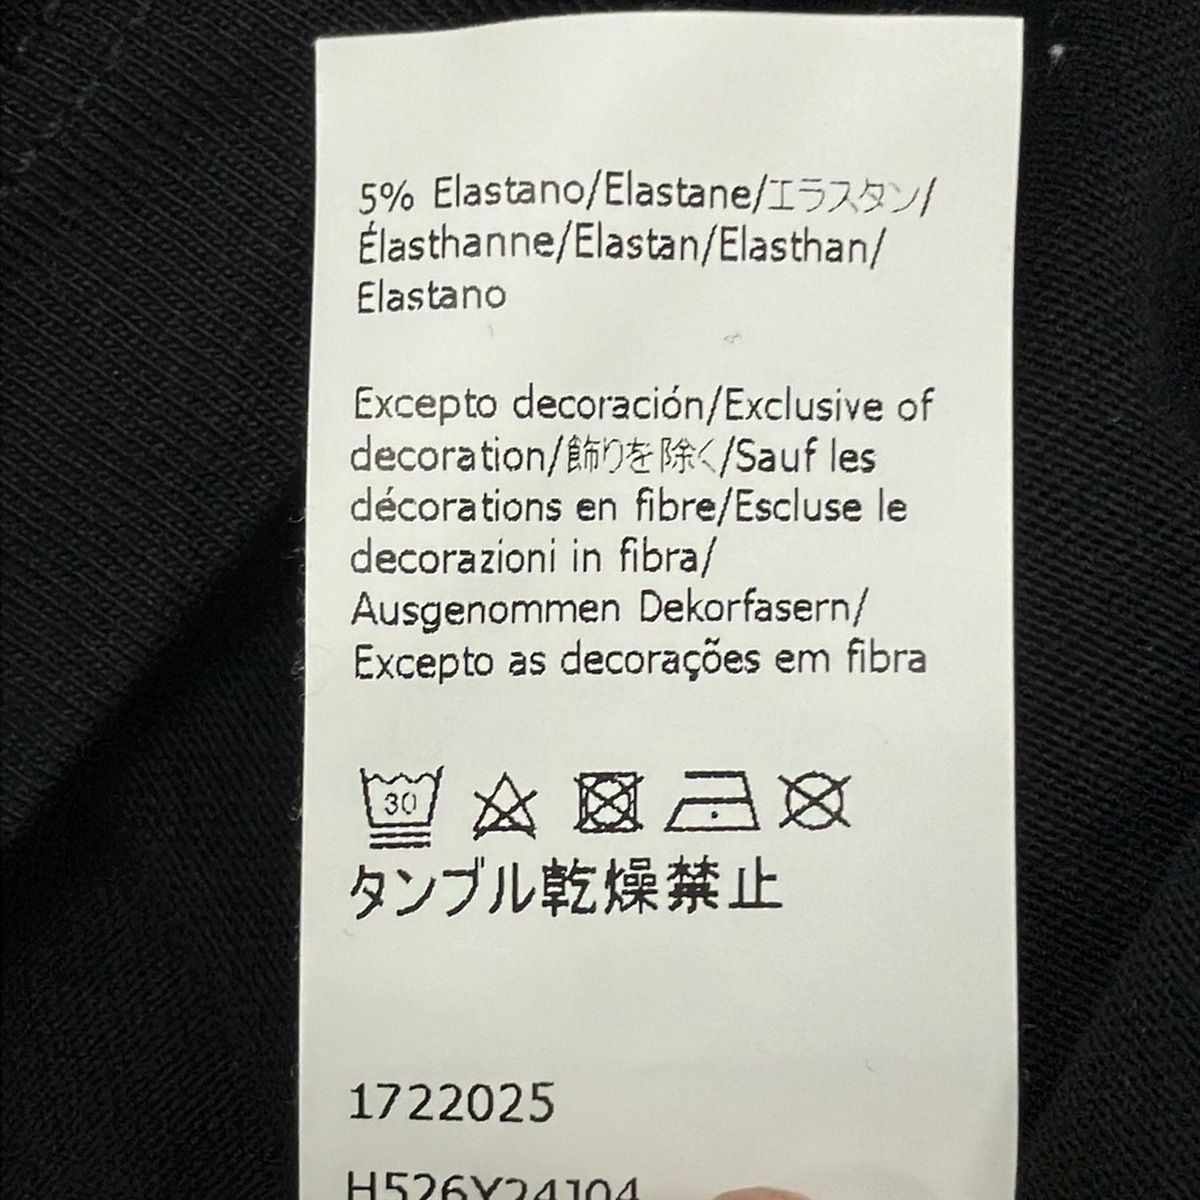 5% Elastano/Elastane/エラスタン/
Élasthanne/Elastan/Elasthan/
Elastano
Excepto decoración/Exclusive of
decoration/飾りを除く/Sauf les
décorations en fibre/Escluse le
decorazioni in fibra/
Ausgenommen Dekorfasern/
Excepto as decorações em fibra
30
タンブル乾燥禁止
1722025
H526Y24104